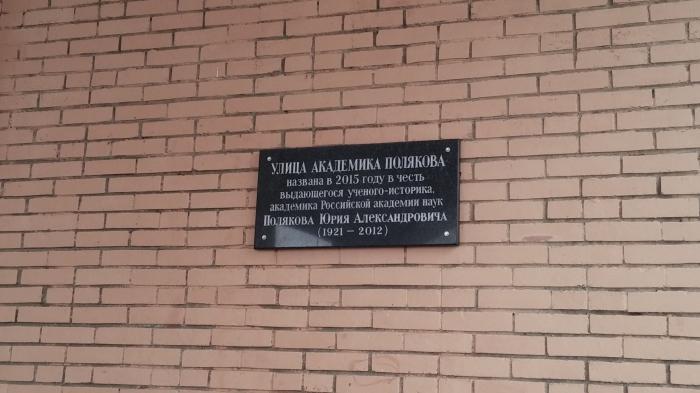 УЛИЦА АКАДЕМИКА ПОЛЯКОВА
названа в 2015 году в честь
выдающегося ученого-историка,
академика Российской академии наук
Полякова Юрия Александровича
(1921 – 2012)